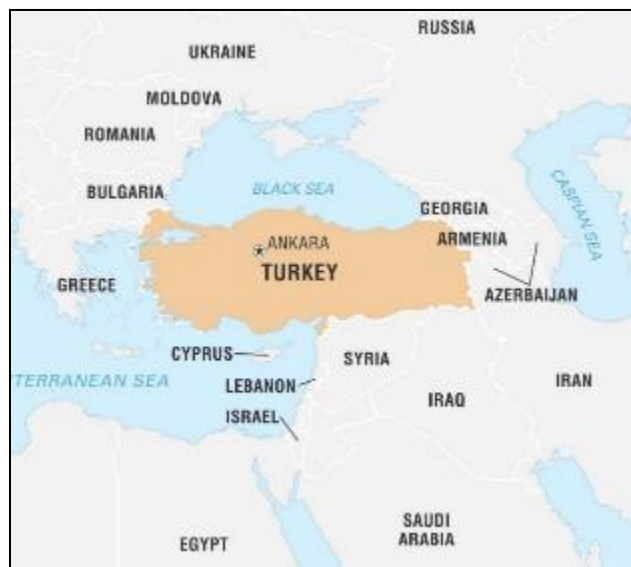 RUSSIA
UKRAINE
MOLDOVA
ROMANIA
BULGARIA
BLACK SEA
CASPIAN SEA
GEORGIA
ANKARA
ARMENIA
TURKEY
GREECE
AZERBAIJAN
CYPRUS
SYRIA
TERRANEAN SEA
LEBANON
IRAN
IRAQ
ISRAEL
SAUDI
ARABIA
EGYPT